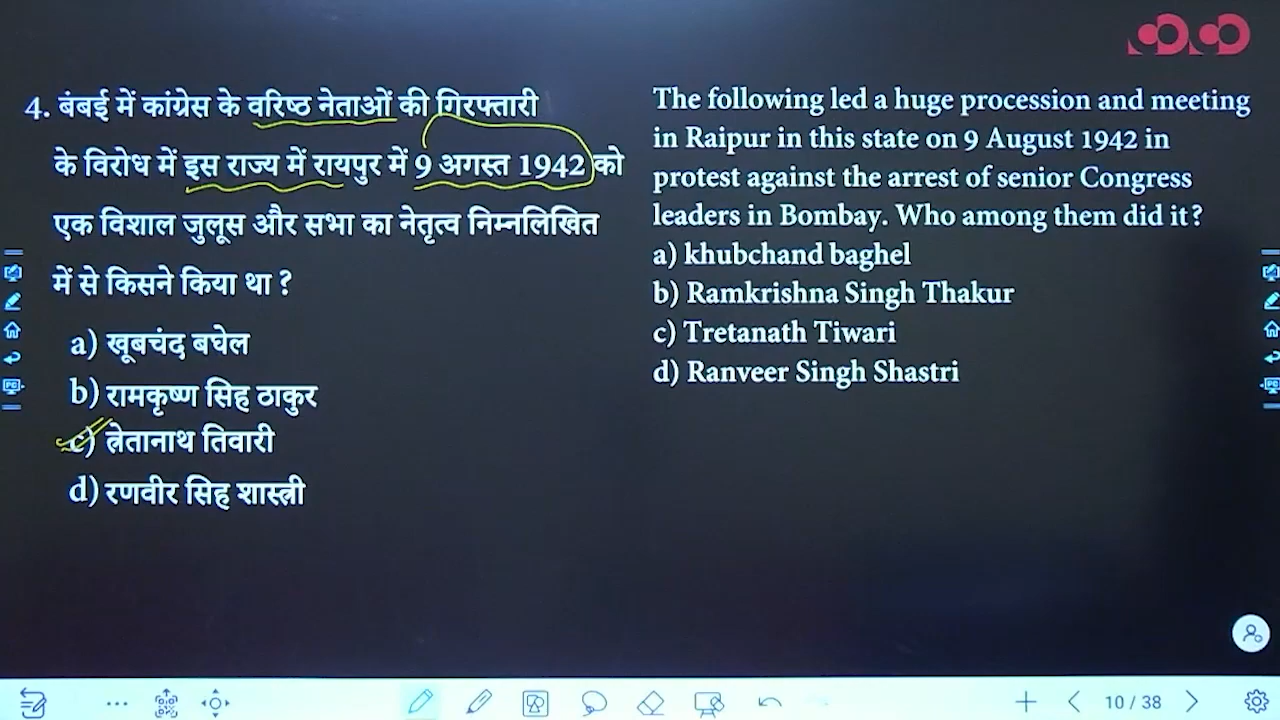 4. बंबई में कांग्रेस के वरिष्ठ नेताओं की गिरफ्तारी
के विरोध में इस राज्य में रायपुर में 9 अगस्त 1942 को
एक विशाल जुलूस और सभा का नेतृत्व निम्नलिखित
में से किसने किया था ?
a) खूबचंद बघेल
b) रामकृष्ण सिंह ठाकुर
c) त्रेतानाथ तिवारी
d) रणवीर सिंह शास्त्री
The following led a huge procession and meeting
in Raipur in this state on 9 August 1942 in
protest against the arrest of senior Congress
leaders in Bombay. Who among them did it?
a) khubchand baghel
b) Ramkrishna Singh Thakur
c) Tretanath Tiwari
d) Ranveer Singh Shastri
PC
PC
10 / 38